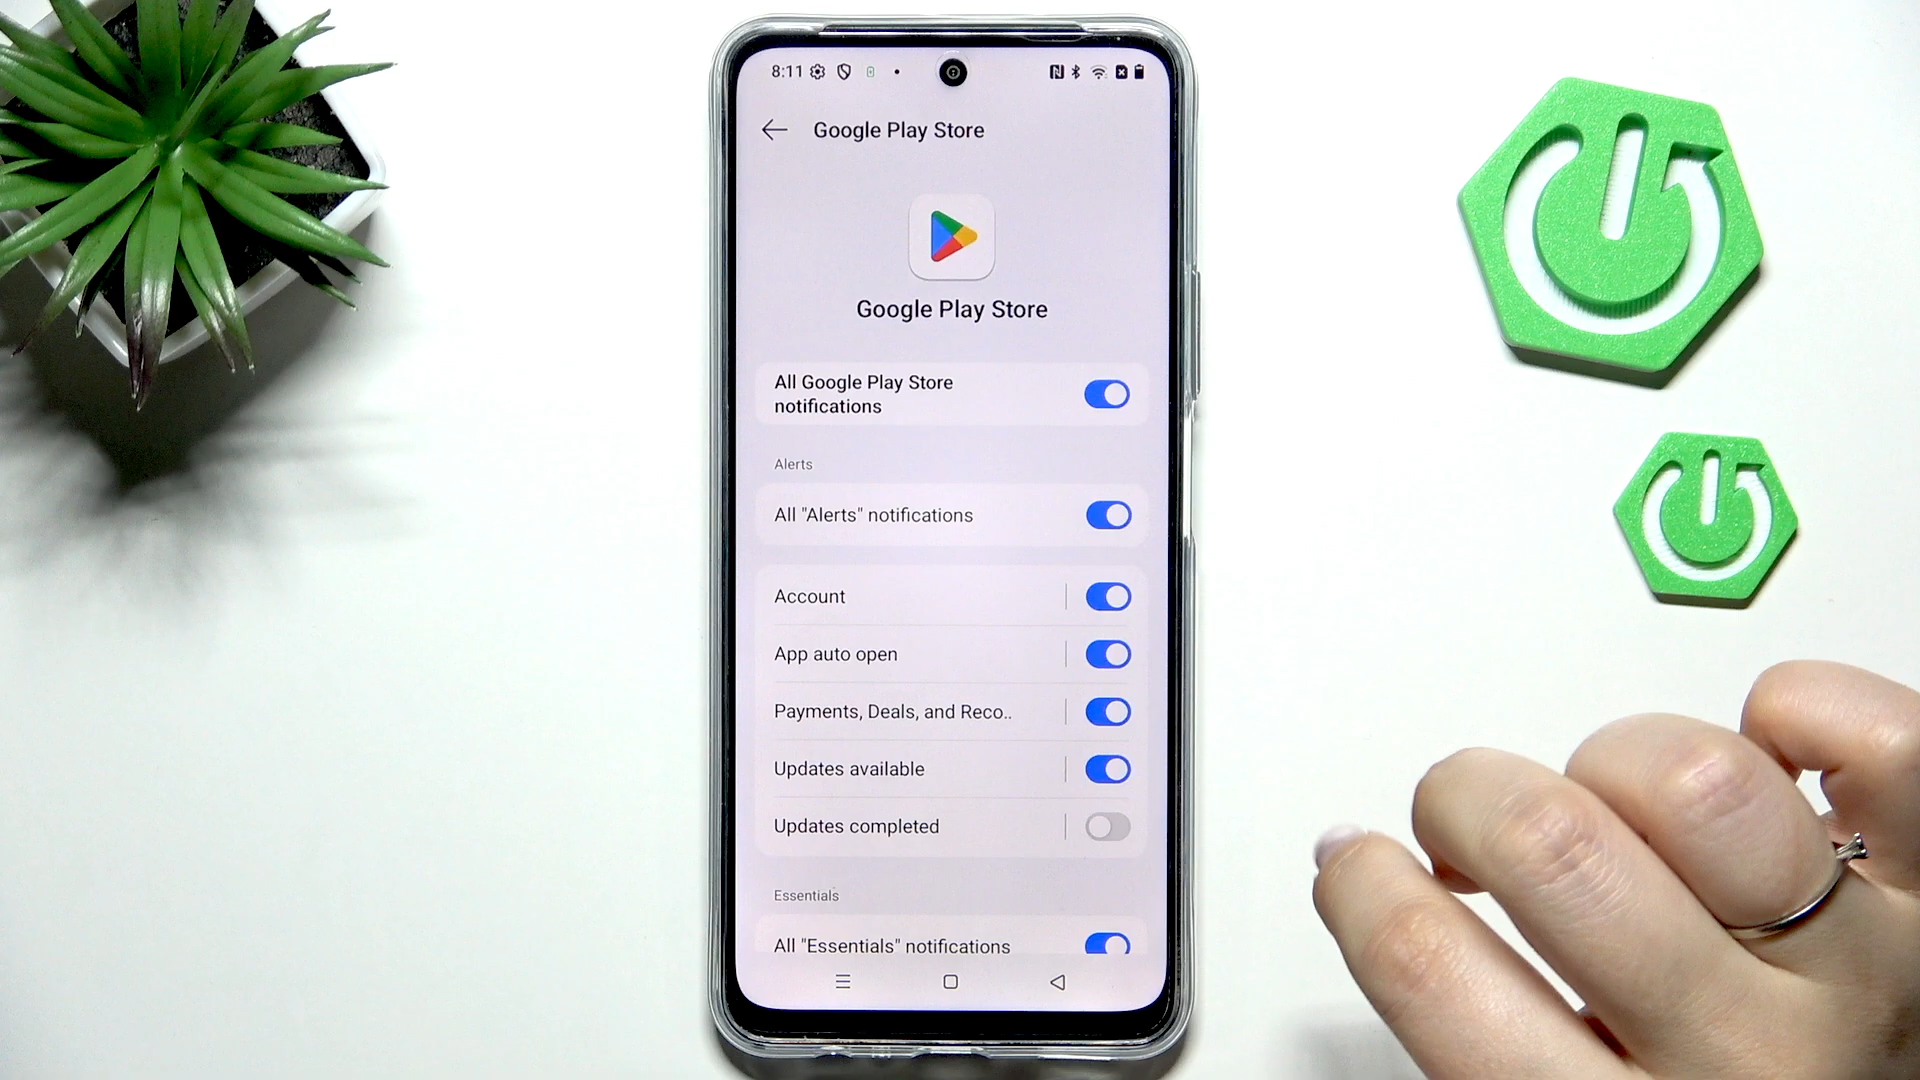 8:11
Google Play Store
Google Play Store
All Google Play Store
notifications
Alerts
All "Alerts" notifications
Account
App auto open
Payments, Deals, and Reco..
Updates available
Updates completed
Essentials
All "Essentials" notifications